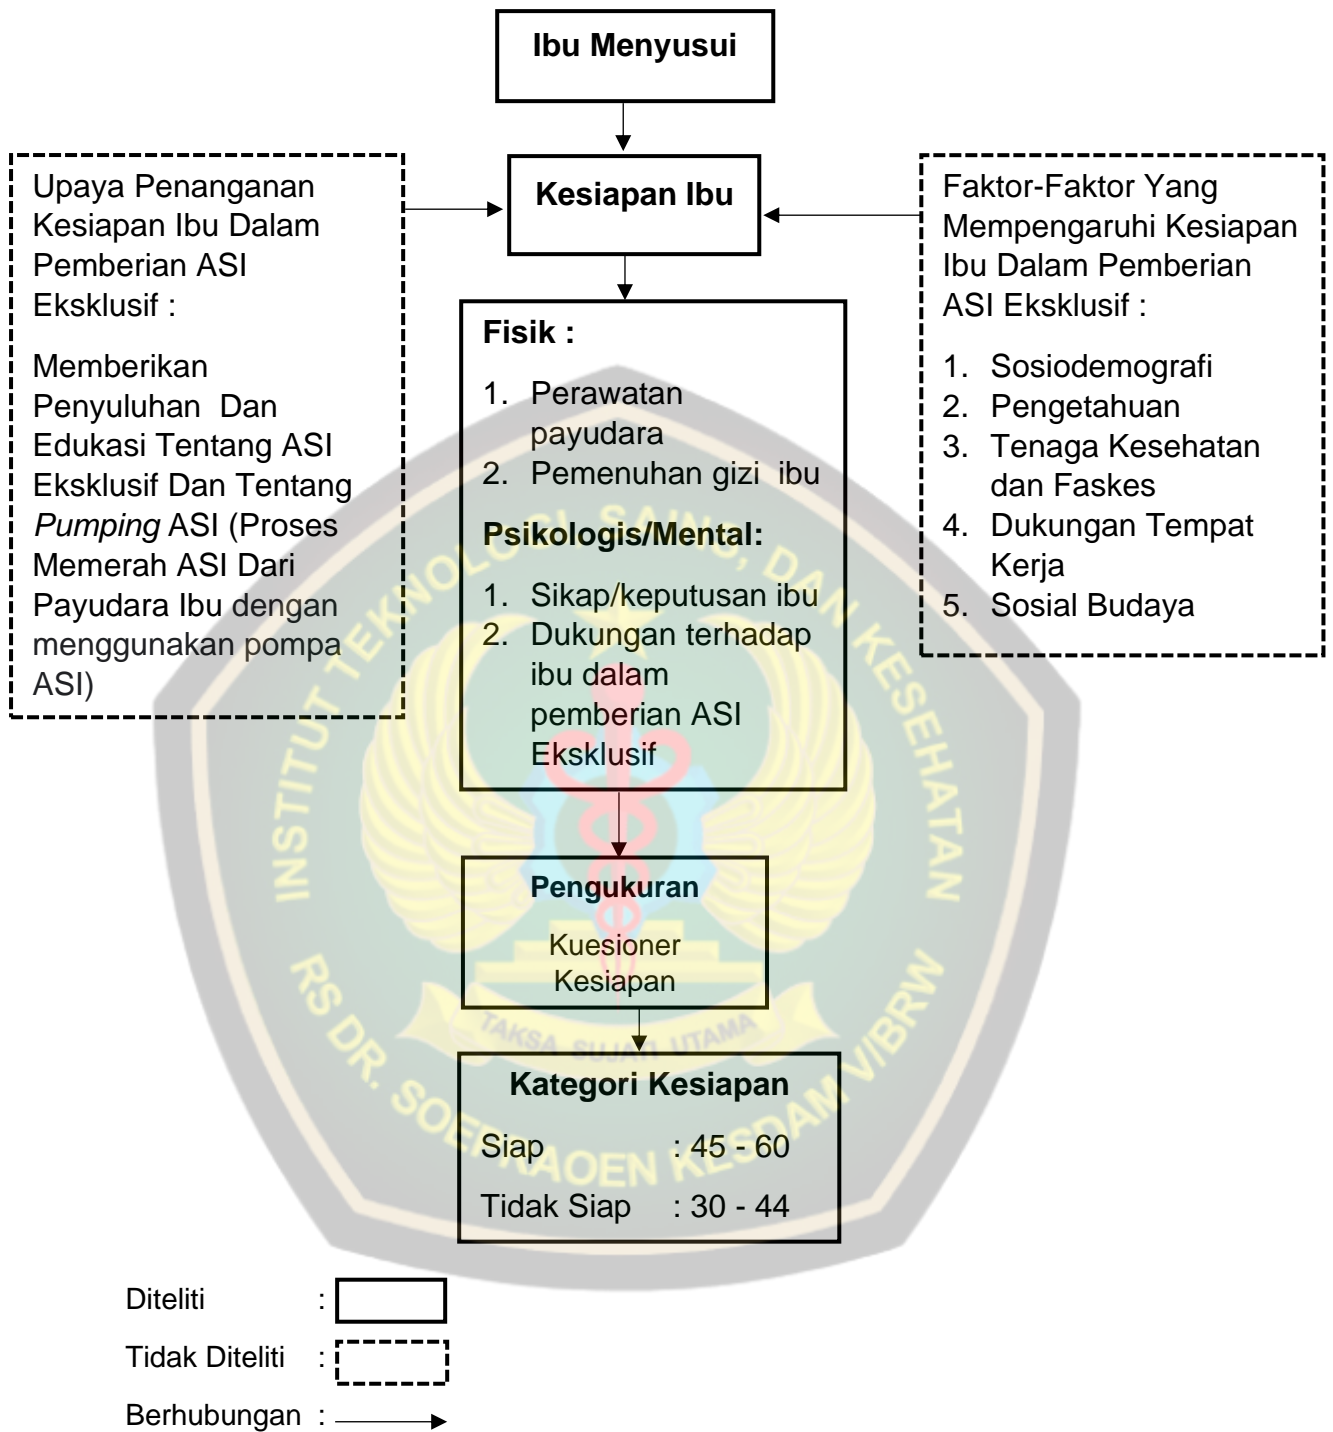 Ibu Menyusui
Kesiapan Ibu
Upaya Penanganan
Kesiapan Ibu Dalam
Pemberian ASI
Eksklusif :
Memberikan
Penyuluhan Dan
Edukasi Tentang ASI
Eksklusif Dan Tentang
Pumping ASI (Proses
Memerah ASI Dari
Payudara Ibu dengan
menggunakan pompa
ASI)
Faktor-Faktor Yang
Mempengaruhi Kesiapan
Ibu Dalam Pemberian
ASI Eksklusif :
1. Sosiodemografi
2. Pengetahuan
3. Tenaga Kesehatan
dan Faskes
4. Dukungan Tempat
Kerja
5. Sosial Budaya
Fisik :
1. Perawatan
payudara
2. Pemenuhan gizi ibu
Psikologis/Mental:
1. Sikap/keputusan ibu
2. Dukungan terhadap
ibu dalam
pemberian ASI
Eksklusif
Pengukuran
Kuesioner
Kesiapan
Kategori Kesiapan
Siap : 45 - 60
Tidak Siap : 30 - 44
INSTITUT TEKNOLOGI, SAINS, DAN KESEHATAN
RS DR. SOEPRAOEN KESDAM V/BRW
TAKSA SUJATI UTAMA
Diteliti :
Tidak Diteliti :
Berhubungan :